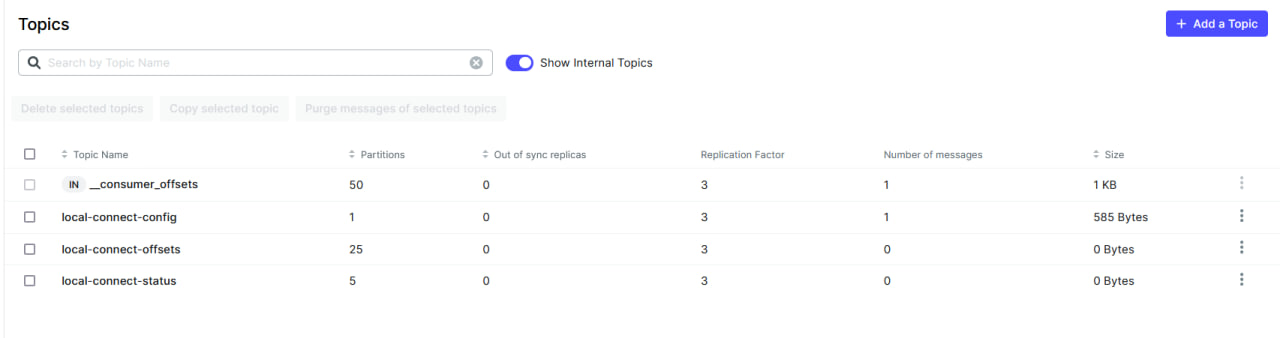 Topics
+ Add a Topic
Search by Topic Name
Show Internal Topics
Delete selected topics Copy selected topic Purge messages of selected topics
Topic Name Partitions Out of sync replicas Replication Factor Number of messages Size
IN __consumer_offsets 50 0 3 1 1 KB
local-connect-config 1 0 3 1 585 Bytes
local-connect-offsets 25 0 3 0 0 Bytes
local-connect-status 5 0 3 0 0 Bytes